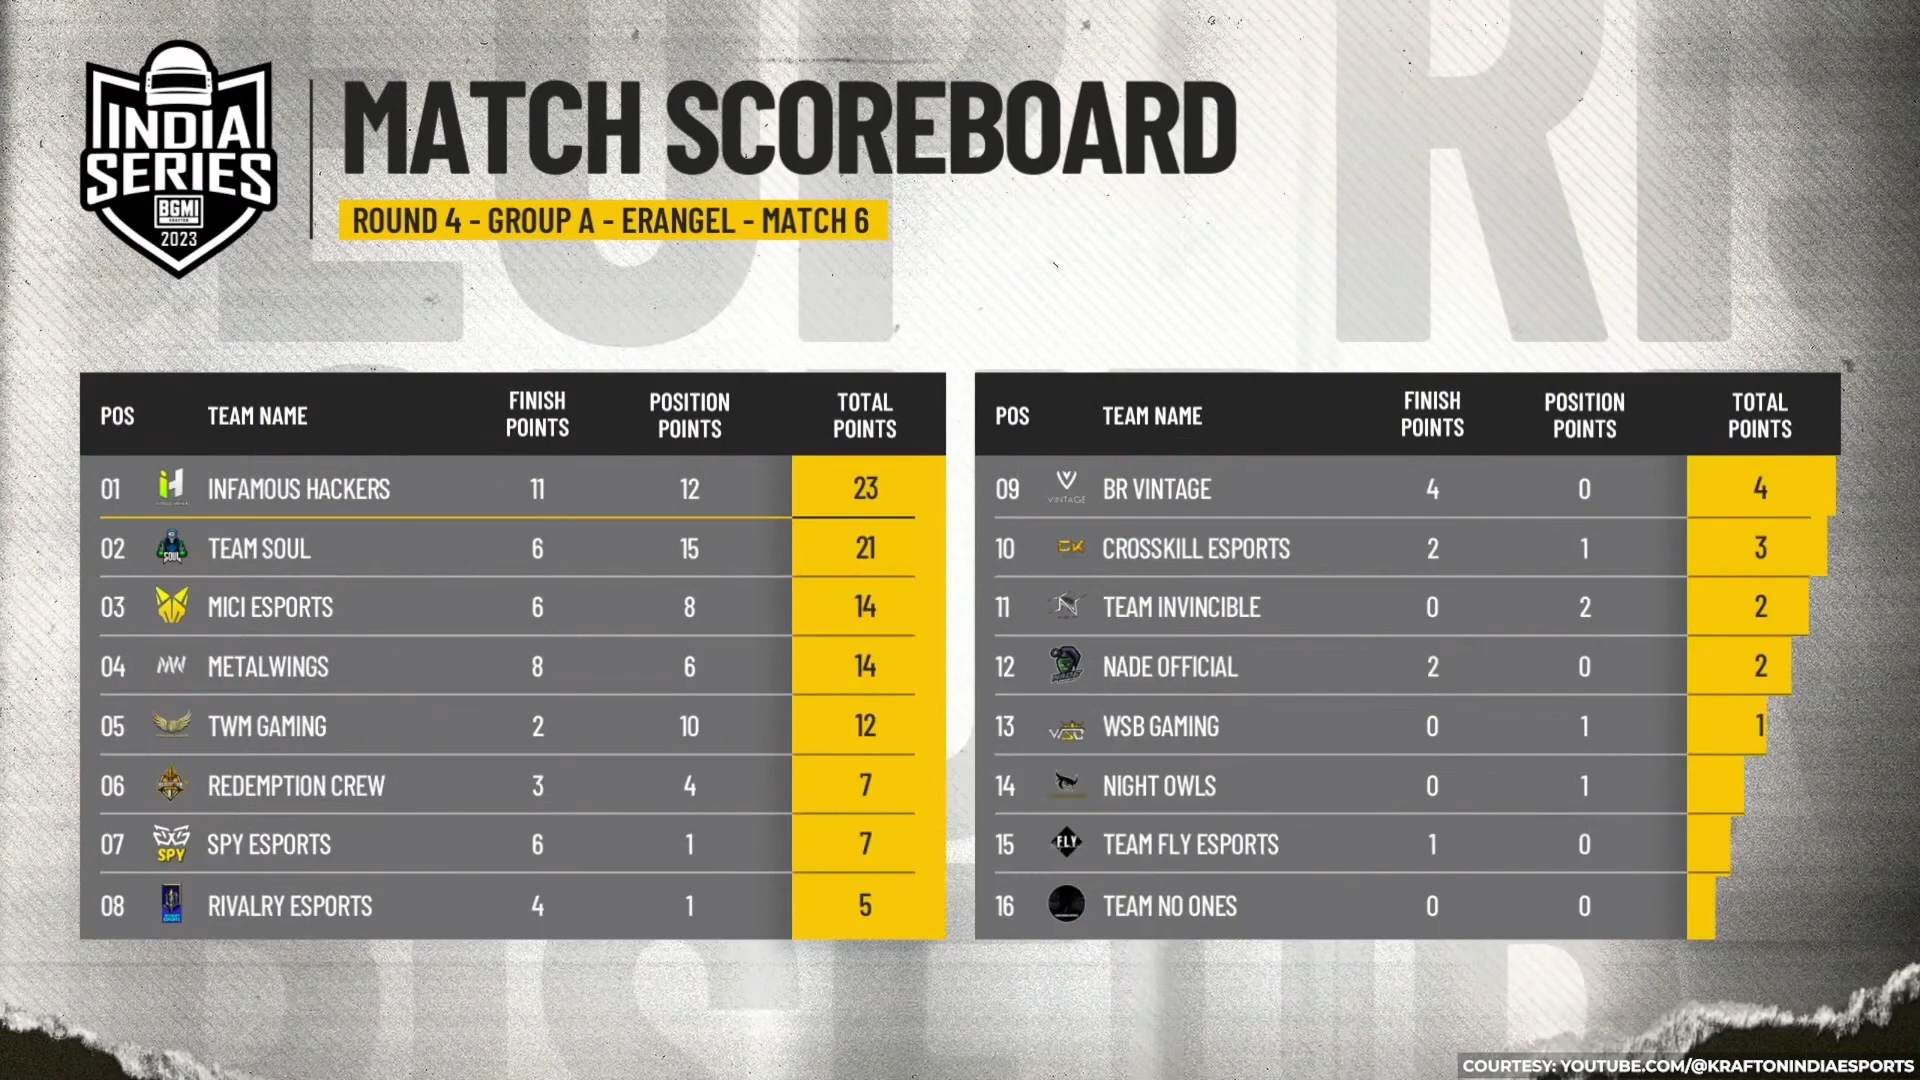 INDIA
SERIES
BGMI
2023
MATCH SCOREBOARD
ROUND 4 - GROUP A - ERANGEL - MATCH 6
POS TEAM NAME FINISH POINTS POSITION POINTS TOTAL POINTS
01 INFAMOUS HACKERS 11 12 23
02 SOUL TEAM SOUL 6 15 21
03 MICI ESPORTS 6 8 14
04 METALWINGS 8 6 14
05 TWM GAMING 2 10 12
06 REDEMPTION CREW 3 4 7
07 SPY SPY ESPORTS 6 1 7
08 RIVALRY ESPORTS 4 1 5
POS TEAM NAME FINISH POINTS POSITION POINTS TOTAL POINTS
09 VINTAGE BR VINTAGE 4 0 4
10 CROSSKILL ESPORTS 2 1 3
11 TEAM INVINCIBLE 0 2 2
12 NADE OFFICIAL 2 0 2
13 WSB GAMING 0 1 1
14 NIGHT OWLS 0 1
15 FLY TEAM FLY ESPORTS 1 0
16 TEAM NO ONES 0 0
COURTESY: YOUTUBE.COM/@KRAFTONINDIAESPORTS